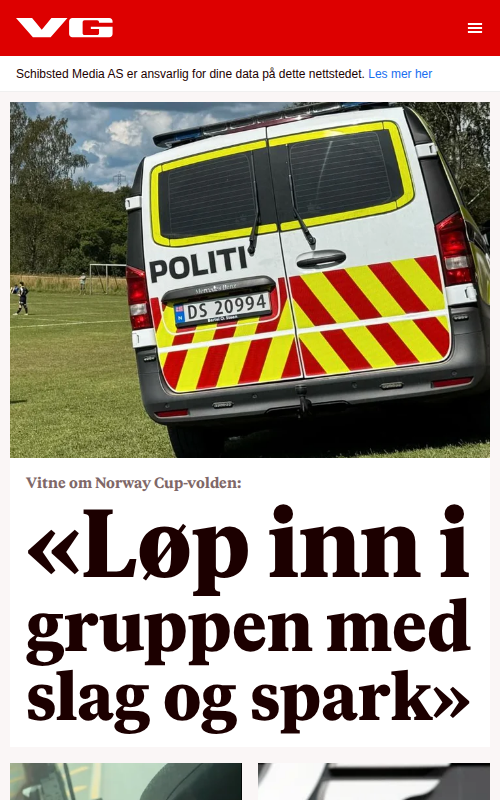 VG
Schibsted Media AS er ansvarlig for dine data på dette nettstedet. Les mer her
POLITI
DS 20994
Vitne om Norway Cup-volden:
«Løp inn i
gruppen med
slag og spark»